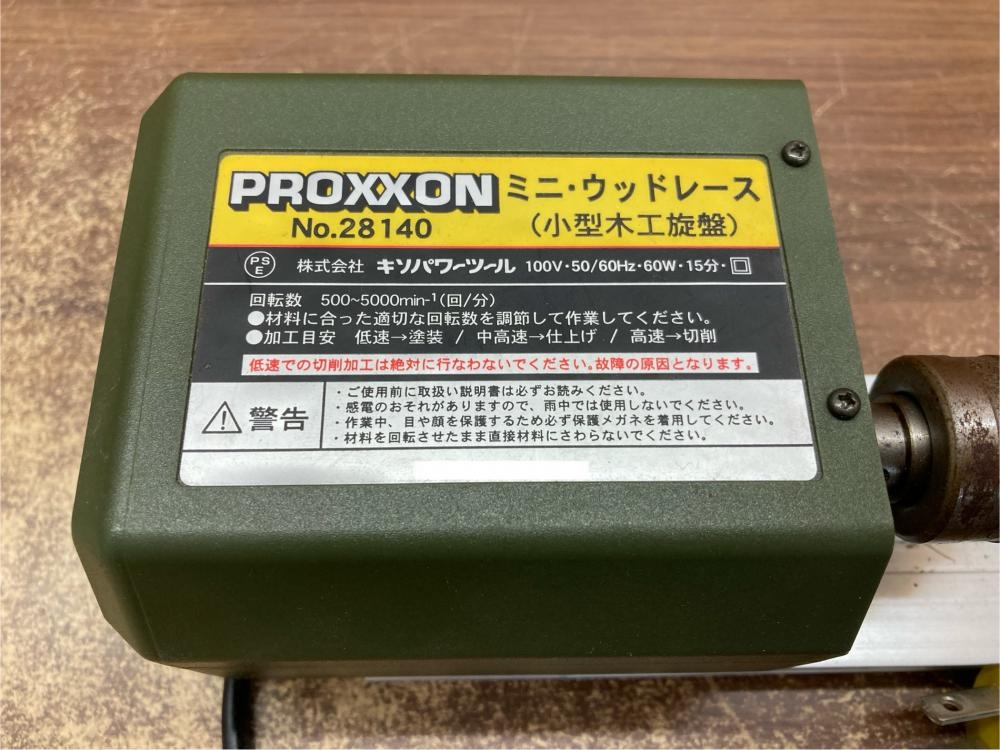 PROXXON ミニ・ウッドレース
No.28140 (小型木工旋盤)
PSE 株式会社 キソパワーツール 100V・50/60Hz・60W・15分・回
回転数 500~5000min-¹(回/分)
●材料に合った適切な回転数を調節して作業してください。
●加工目安 低速→塗装 / 中高速→仕上げ / 高速→切削
低速での切削加工は絶対に行なわないでください。故障の原因となります。
警告
・ご使用前に取扱い説明書は必ずお読みください。
・感電のおそれがありますので、雨中では使用しないでください。
・作業中、目や顔を保護するため必ず保護メガネを着用してください。
・材料を回転させたまま直接材料にさわらないでください。